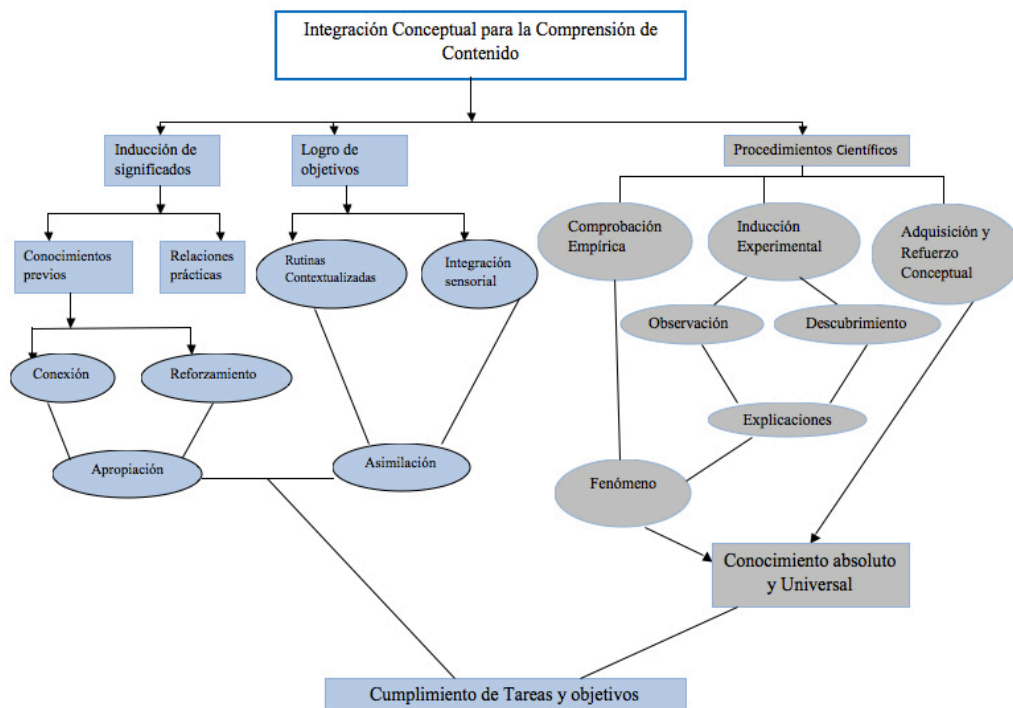 Integración Conceptual para la Comprensión de
Contenido
Inducción de
significados
Logro de
objetivos
Procedimientos Científicos
Conocimientos
previos
Relaciones
prácticas
Rutinas
Contextualizadas
Integración
sensorial
Comprobación
Empírica
Inducción
Experimental
Adquisición y
Refuerzo
Conceptual
Observación
Descubrimiento
Conexión
Reforzamiento
Explicaciones
Apropiación
Asimilación
Fenómeno
Conocimiento absoluto
y Universal
Cumplimiento de Tareas y objetivos